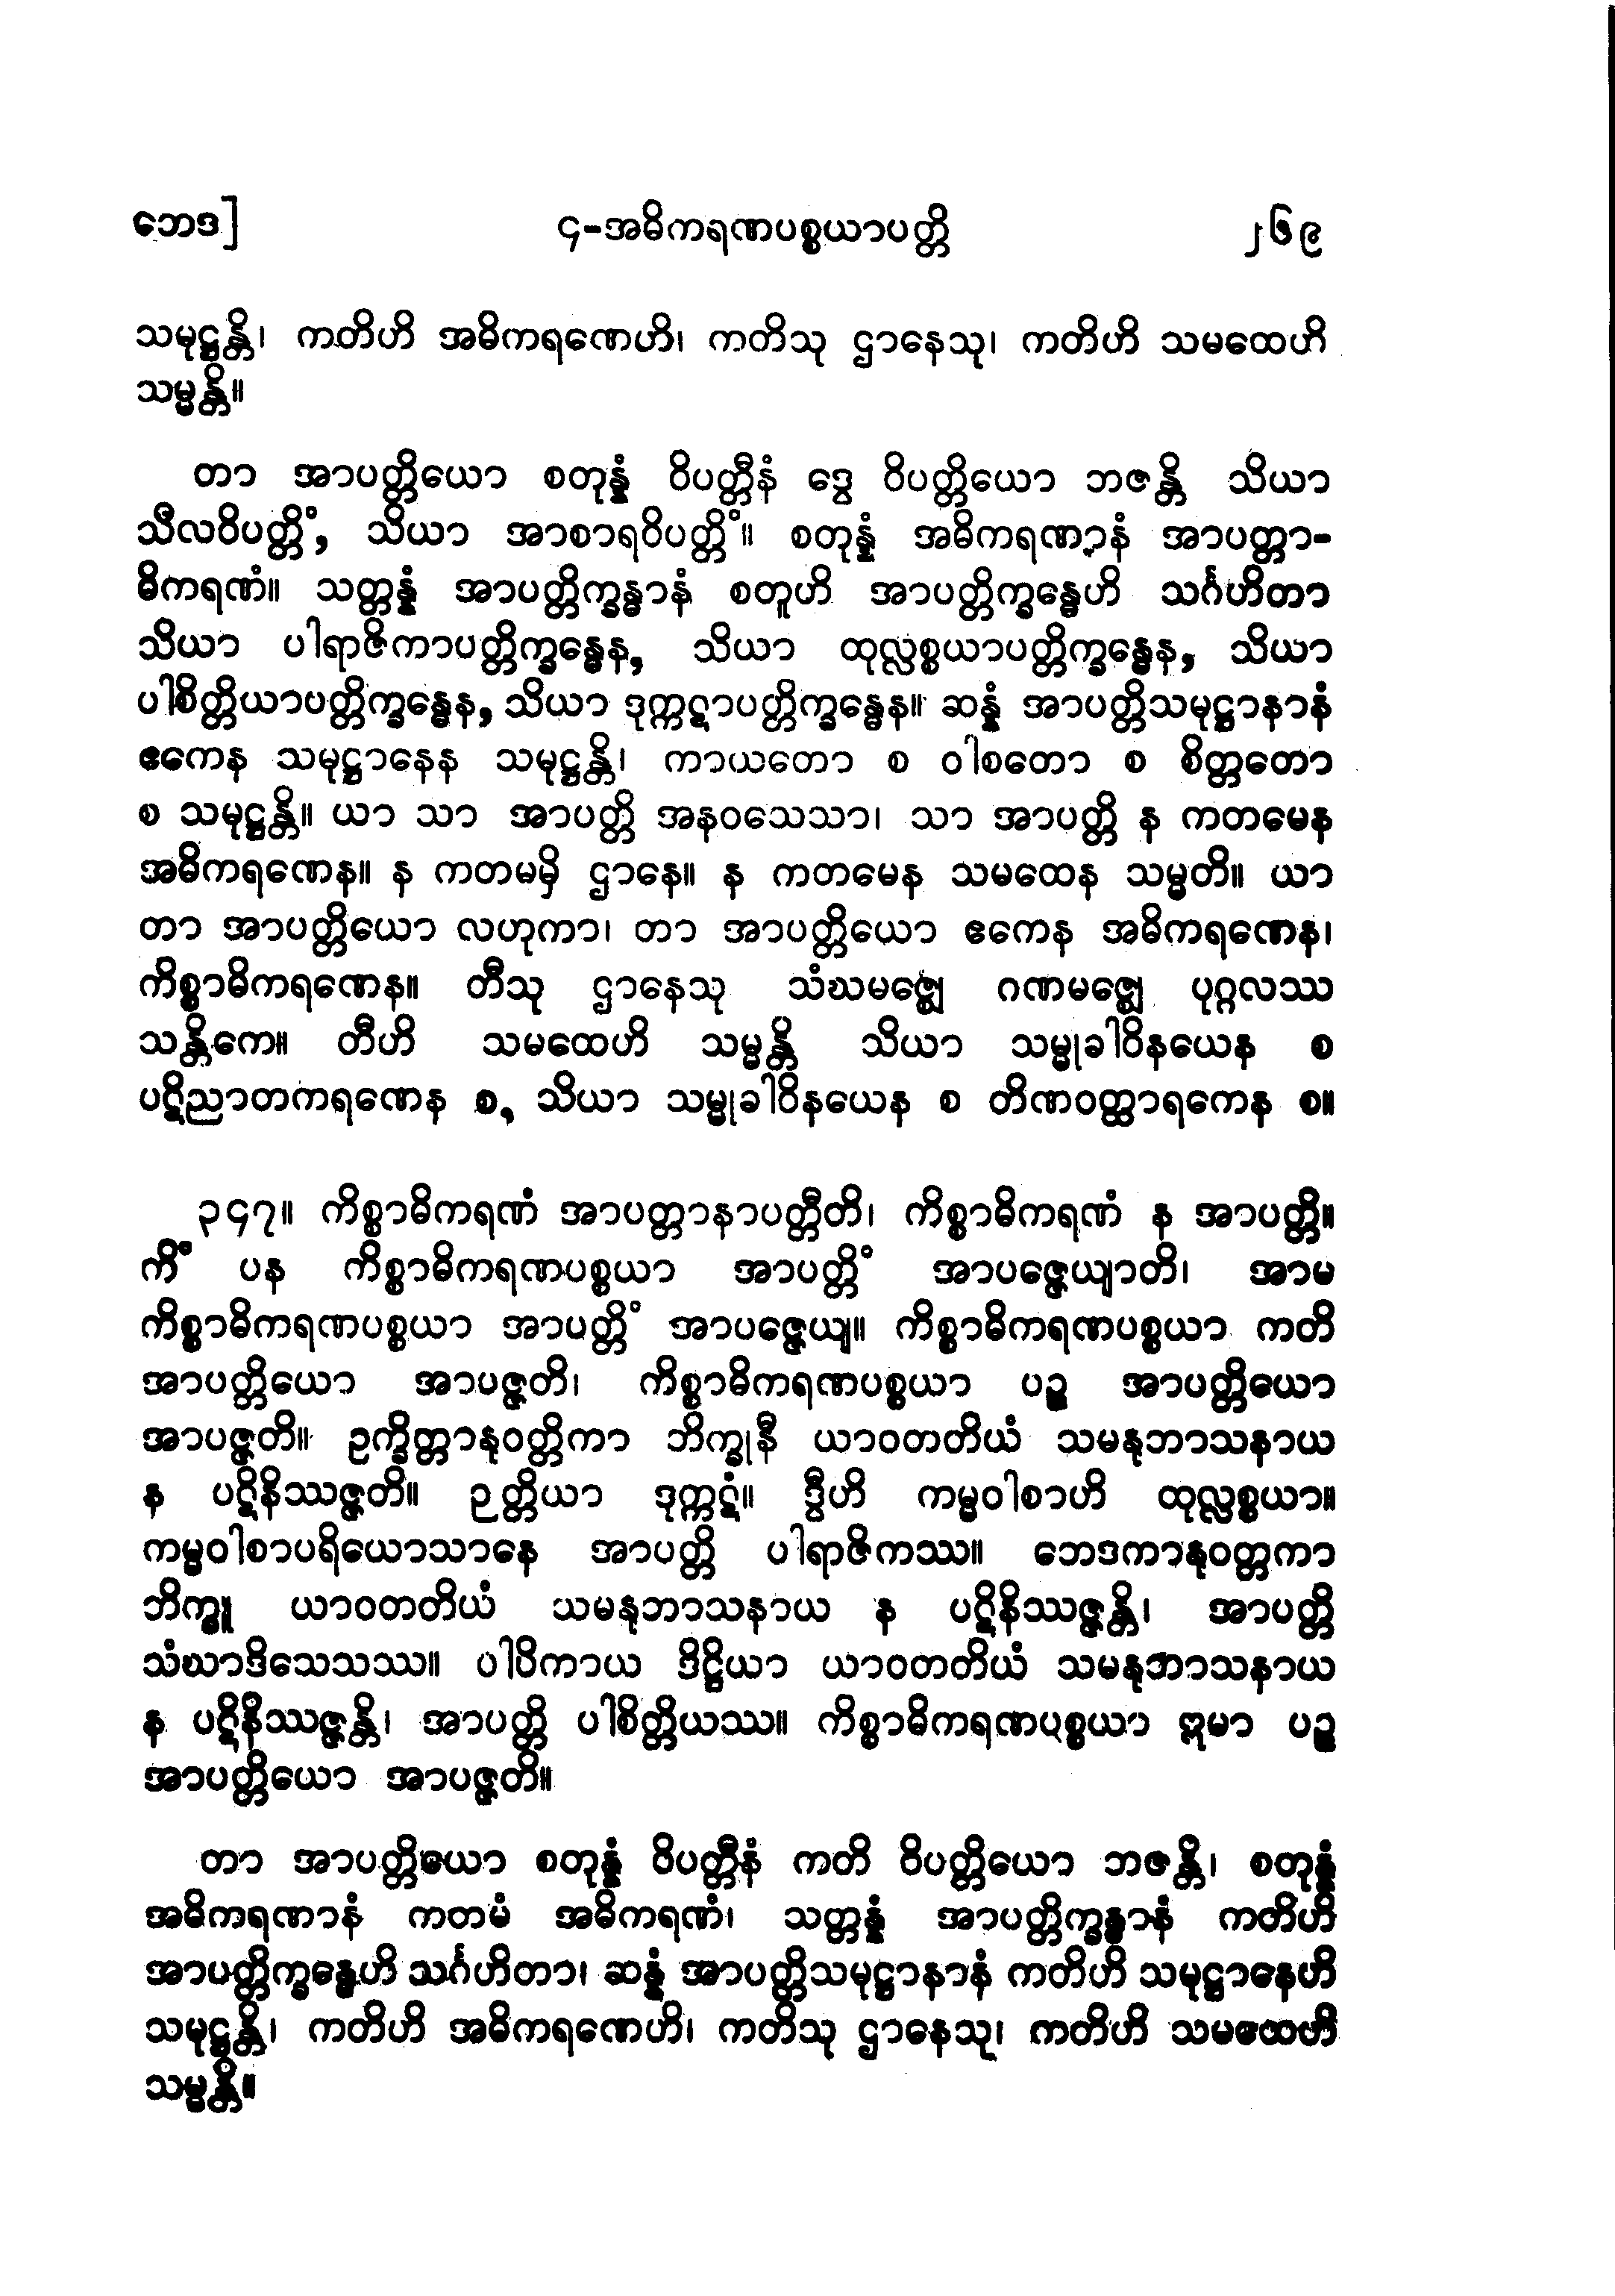 ဘေဒ]
၄-အဓိကရဏပစ္စယာပတ္တိ
၂၆၉
သမုဋ္ဌန္တိ၊ ကတိဟိ အဓိကရဏေဟိ၊ ကတိသု ဌာနေသု၊ ကတိဟိ သမထေဟိ
သမ္မန္တိ။
တာ အာပတ္တိယော စတုန္နံ ဝိပတ္တီနံ ဒွေ ဝိပတ္တိယော ဘဇန္တိ သိယာ
သီလဝိပတ္တိံ, သိယာ အာစာရဝိပတ္တိံ။ စတုန္နံ အဓိကရဏာနံ အာပတ္တာ-
ဓိကရဏံ။ သတ္တန္နံ အာပတ္တိက္ခန္ဓာနံ စတူဟိ အာပတ္တိက္ခန္ဓေဟိ သင်္ဂဟိတာ
သိယာ ပါရာဇိကာပတ္တိက္ခန္ဓေန, သိယာ ထုလ္လစ္စယာပတ္တိက္ခန္ဓေန, သိယာ
ပါစိတ္တိယာပတ္တိက္ခန္ဓေန, သိယာ ဒုက္ကဋာပတ္တိက္ခန္ဓေန။ ဆန္နံ အာပတ္တိသမုဋ္ဌာနာနံ
ဧကေန သမုဋ္ဌာနေန သမုဋ္ဌန္တိ၊ ကာယတော စ ဝါစတော စ စိတ္တတော
စ သမုဋ္ဌန္တိ။ ယာ သာ အာပတ္တိ အနဝသေသာ၊ သာ အာပတ္တိ န ကတမေန
အဓိကရဏေန။ န ကတမမှိ ဌာနေ။ န ကတမေန သမထေန သမ္မတိ။ ယာ
တာ အာပတ္တိယော လဟုကာ၊ တာ အာပတ္တိယော ဧကေန အဓိကရဏေန၊
ကိစ္စာဓိကရဏေန။ တီသု ဌာနေသု သံဃမဇ္ဈေ ဂဏမဇ္ဈေ ပုဂ္ဂလဿ
သန္တိကေ။ တီဟိ သမထေဟိ သမ္မန္တိ သိယာ သမ္မုခါဝိနယေန စ
ပဋိညာတကရဏေန စ, သိယာ သမ္မုခါဝိနယေန စ တိဏဝတ္ထာရကေန စ။
၃၄၇။ ကိစ္စာဓိကရဏံ အာပတ္တာနာပတ္တီတိ၊ ကိစ္စာဓိကရဏံ န အာပတ္တိ။
ကိံ ပန ကိစ္စာဓိကရဏပစ္စယာ အာပတ္တိံ အာပဇ္ဇေယျာတိ၊ အာမ
ကိစ္စာဓိကရဏပစ္စယာ အာပတ္တိံ အာပဇ္ဇေယျ။ ကိစ္စာဓိကရဏပစ္စယာ ကတိ
အာပတ္တိယော အာပဇ္ဇတိ၊ ကိစ္စာဓိကရဏပစ္စယာ ပဉ္စ အာပတ္တိယော
အာပဇ္ဇတိ။ ဥက္ခိတ္တာနုဝတ္တိကာ ဘိက္ခုနီ ယာဝတတိယံ သမနုဘာသနာယ
န ပဋိနိဿဇ္ဇတိ။ ဉတ္တိယာ ဒုက္ကဋံ။ ဒွီဟိ ကမ္မဝါစာဟိ ထုလ္လစ္စယာ။
ကမ္မဝါစာပရိယောသာနေ အာပတ္တိ ပါရာဇိကဿ။ ဘေဒကာနုဝတ္တကာ
ဘိက္ခူ ယာဝတတိယံ သမနုဘာသနာယ န ပဋိနိဿဇ္ဇန္တိ၊ အာပတ္တိ
သံဃာဒိသေသဿ။ ပါပိကာယ ဒိဋ္ဌိယာ ယာဝတတိယံ သမနုဘာသနာယ
န ပဋိနိဿဇ္ဇန္တိ၊ အာပတ္တိ ပါစိတ္တိယဿ။ ကိစ္စာဓိကရဏပစ္စယာ ဣမာ ပဉ္စ
အာပတ္တိယော အာပဇ္ဇတိ။
တာ အာပတ္တိယော စတုန္နံ ဝိပတ္တီနံ ကတိ ဝိပတ္တိယော ဘဇန္တိ၊ စတုန္နံ
အဓိကရဏာနံ ကတမံ အဓိကရဏံ၊ သတ္တန္နံ အာပတ္တိက္ခန္ဓာနံ ကတိဟိ
အာပတ္တိက္ခန္ဓေဟိ သင်္ဂဟိတာ၊ ဆန္နံ အာပတ္တိသမုဋ္ဌာနာနံ ကတိဟိ သမုဋ္ဌာနေဟိ
သမုဋ္ဌန္တိ၊ ကတိဟိ အဓိကရဏေဟိ၊ ကတိသု ဌာနေသု၊ ကတိဟိ သမထေဟိ
သမ္မန္တိ။